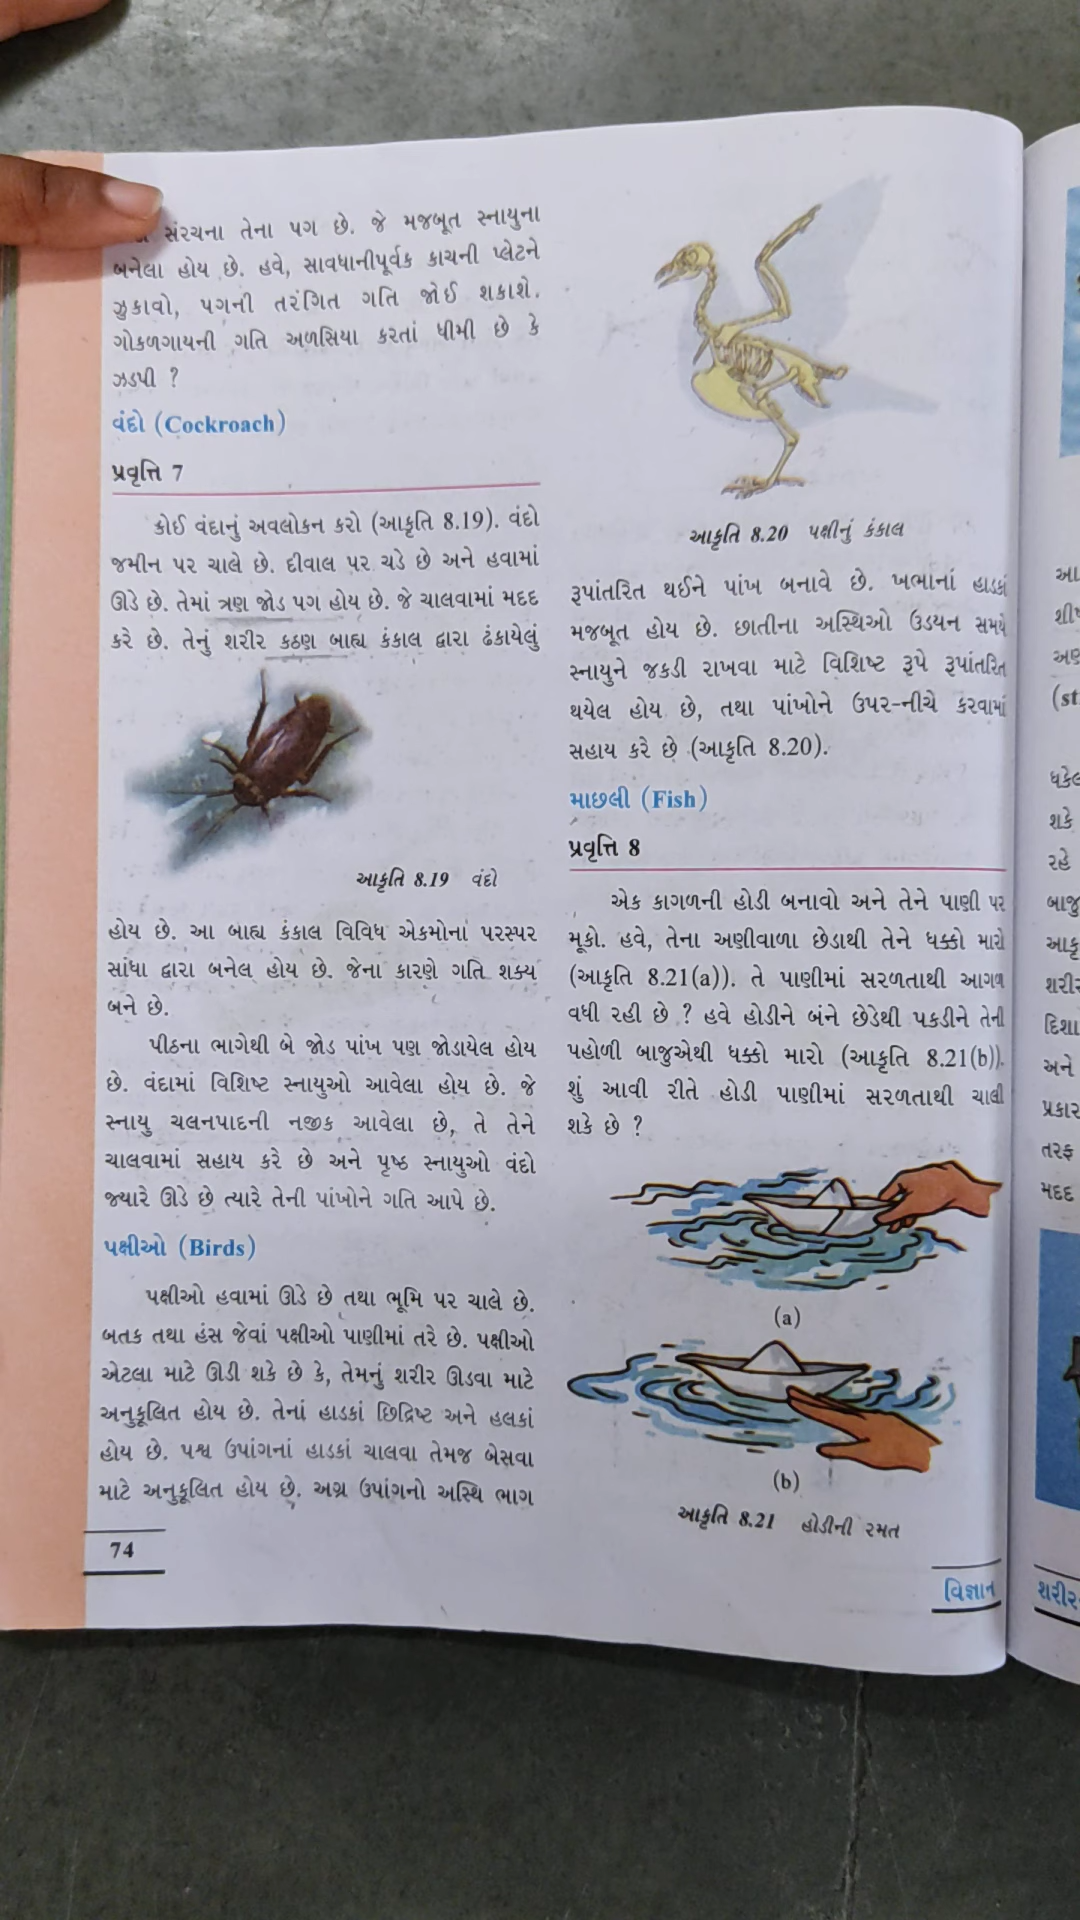 સંરચના તેના પગ છે. જે મજબૂત સ્નાયુના
બનેલા હોય છે. હવે, સાવધાનીપૂર્વક કાચની પ્લેટને
ઝુકાવો, પગની તરંગિત ગતિ જોઈ શકાશે.
ગોકળગાયની ગતિ અળસિયા કરતાં ધીમી છે કે
ઝડપી ?
વંદો (Cockroach)
પ્રવૃત્તિ 7
કોઈ વંદાનું અવલોકન કરો (આકૃતિ 8.19). વંદો
જમીન પર ચાલે છે. દીવાલ પર ચડે છે અને હવામાં
ઊડે છે. તેમાં ત્રણ જોડ પગ હોય છે. જે ચાલવામાં મદદ
કરે છે. તેનું શરીર કઠણ બાહ્ય કંકાલ દ્વારા ઢંકાયેલું
આકૃતિ 8.19 વંદો
હોય છે. આ બાહ્ય કંકાલ વિવિધ એકમોનાં પરસ્પર
સાંધા દ્વારા બનેલ હોય છે. જેના કારણે ગતિ શક્ય
બને છે.
પીઠના ભાગેથી બે જોડ પાંખ પણ જોડાયેલ હોય
છે. વંદામાં વિશિષ્ટ સ્નાયુઓ આવેલા હોય છે. જે
સ્નાયુ ચલનપાદની નજીક આવેલા છે, તે તેને
ચાલવામાં સહાય કરે છે અને પૃષ્ઠ સ્નાયુઓ વંદો
જ્યારે ઊડે છે ત્યારે તેની પાંખોને ગતિ આપે છે.
પક્ષીઓ (Birds)
પક્ષીઓ હવામાં ઊડે છે તથા ભૂમિ પર ચાલે છે.
બતક તથા હંસ જેવાં પક્ષીઓ પાણીમાં તરે છે. પક્ષીઓ
એટલા માટે ઊડી શકે છે કે, તેમનું શરીર ઊડવા માટે
અનુકૂલિત હોય છે. તેનાં હાડકાં છિદ્રિષ્ટ અને હલકાં
હોય છે. પશ્વ ઉપાંગનાં હાડકાં ચાલવા તેમજ બેસવા
માટે અનુકૂલિત હોય છે. અગ્ર ઉપાંગનો અસ્થિ ભાગ
74
આકૃતિ 8.20 પક્ષીનું કંકાલ
રૂપાંતરિત થઈને પાંખ બનાવે છે. ખભાનાં હાડકાં
મજબૂત હોય છે. છાતીના અસ્થિઓ ઉડયન સમયે
સ્નાયુને જકડી રાખવા માટે વિશિષ્ટ રૂપે રૂપાંતરિત
થયેલ હોય છે, તથા પાંખોને ઉપર-નીચે કરવામાં
સહાય કરે છે (આકૃતિ 8.20).
માછલી (Fish)
પ્રવૃત્તિ 8
એક કાગળની હોડી બનાવો અને તેને પાણી પર
મૂકો. હવે, તેના અણીવાળા છેડાથી તેને ધક્કો મારો
(આકૃતિ 8.21(a)). તે પાણીમાં સરળતાથી આગળ
વધી રહી છે ? હવે હોડીને બંને છેડેથી પકડીને તેની
પહોળી બાજુએથી ધક્કો મારો (આકૃતિ 8.21(b)).
શું આવી રીતે હોડી પાણીમાં સરળતાથી ચાલી
શકે છે ?
(a)
(b)
આકૃતિ 8.21 હોડીની રમત
વિજ્ઞાન